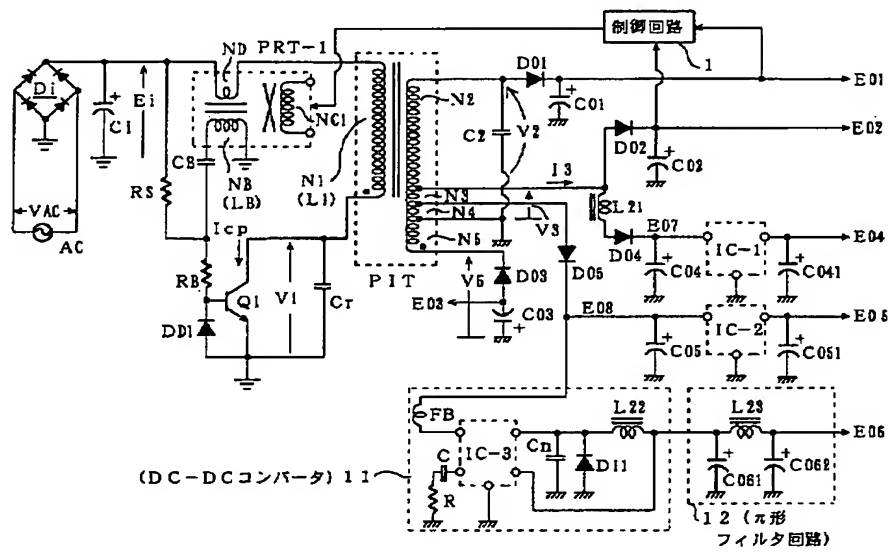 制御回路
1
ND
PRT-1
Di
Ei
CI
NC1
CB
NB
(LB)
RS
VAC
AC
Icp
RB
Q1
V1
Cr
DD1
N1
(L1)
N2
N3
N4
N5
PIT
D01
C01
E01
C2
V2
D02
C02
E02
I3
L21
V3
E07
D04
C04
IC-1
C041
E04
V5
D03
E03
C03
D05
E08
C05
IC-2
C051
E05
FB
IC-3
C
R
Cn
D11
L22
L23
C061
C062
E06
(DC-DCコンバータ) 11
12 (π形
フィルタ回路)